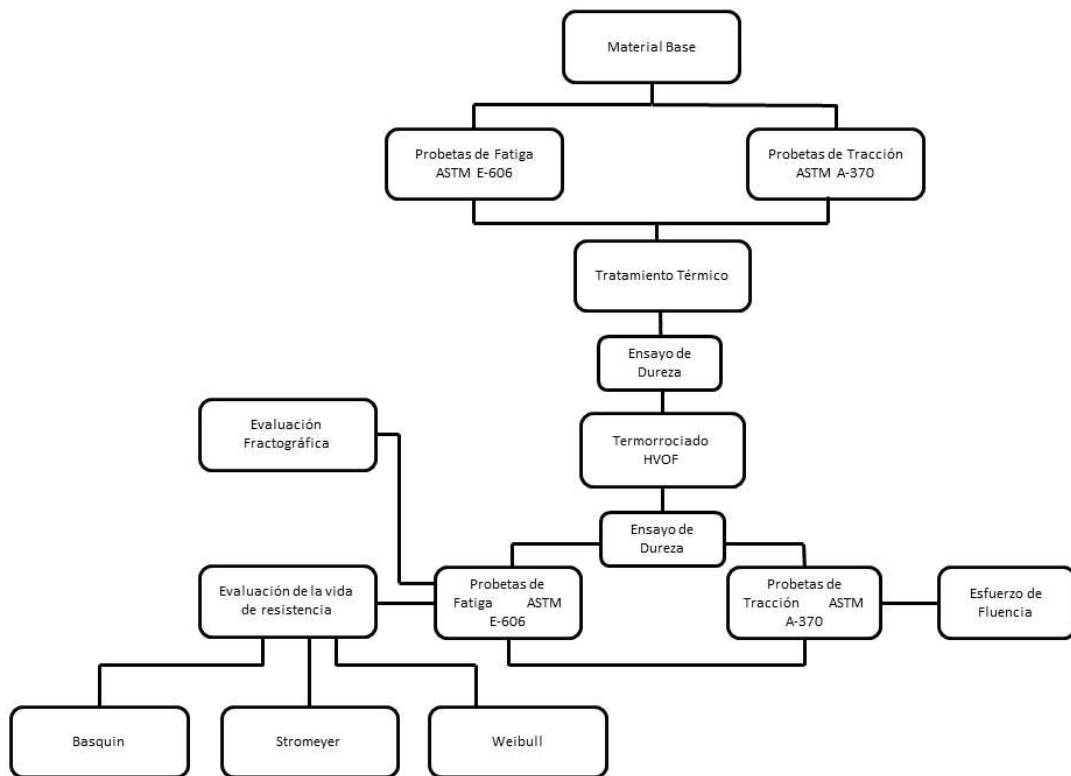 Material Base
Probetas de Fatiga
ASTM E-606
Probetas de Tracción
ASTM A-370
Tratamiento Térmico
Ensayo de
Dureza
Evaluación
Fractográfica
Termorrociado
HVOF
Ensayo de
Dureza
Evaluación de la vida
de resistencia
Probetas de
Fatiga ASTM
E-606
Probetas de
Tracción ASTM
A-370
Esfuerzo de
Fluencia
Basquin
Stromeyer
Weibull